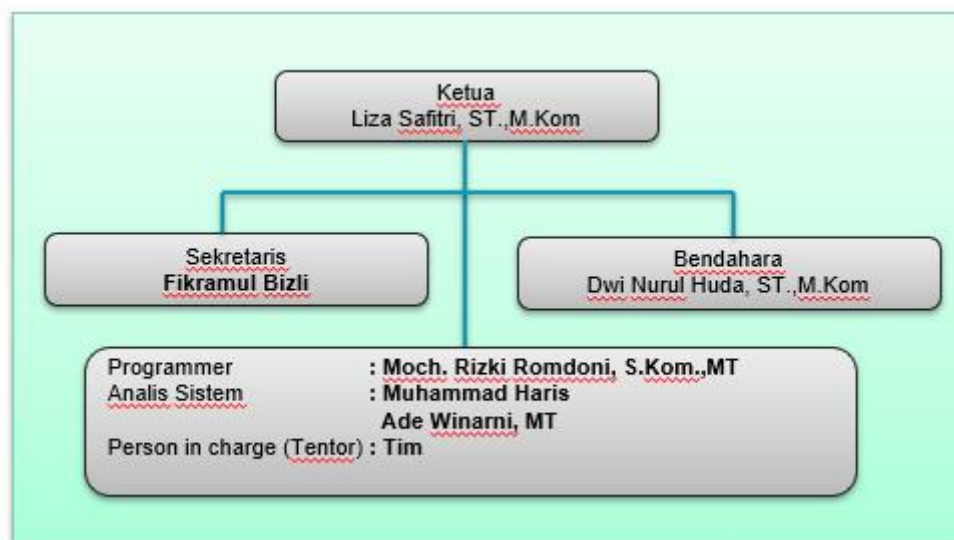 Ketua
Liza Safitri, ST.,M.Kom
Sekretaris
Fikramul Bizli
Bendahara
Dwi Nurul Huda, ST.,M.Kom
Programmer : Moch. Rizki Romdoni, S.Kom.,MT
Analis Sistem : Muhammad Haris
Ade Winarni, MT
Person in charge (Tentor) : Tim